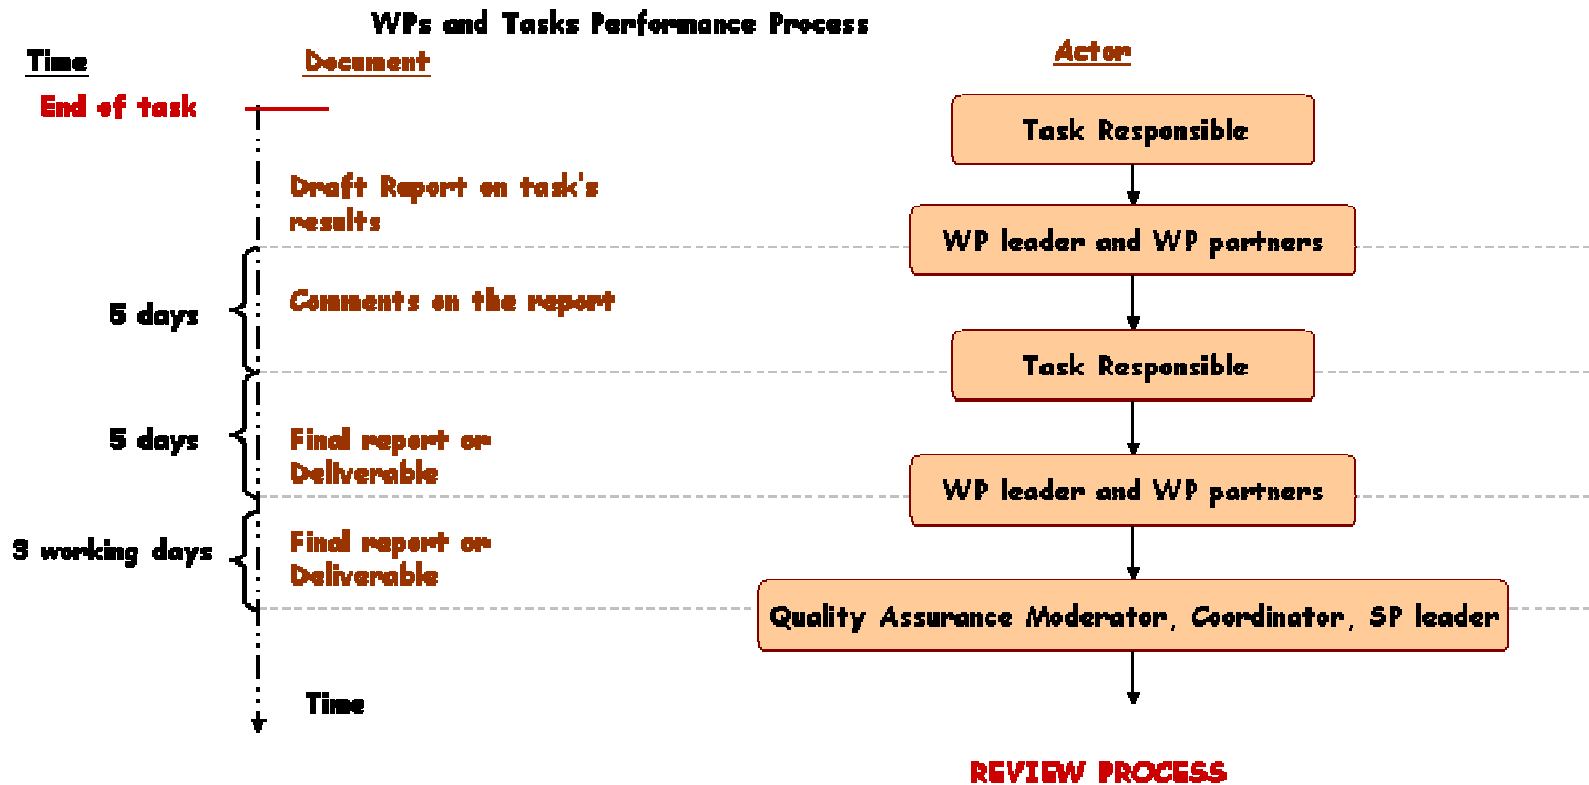 WPs and Tasks Performance Process
Time
Document
Actor
End of task
Task Responsible
Draft Report on task's
results
WP leader and WP partners
5 days
Comments on the report
Task Responsible
5 days
Final report or
Deliverable
WP leader and WP partners
3 working days
Final report or
Deliverable
Quality Assurance Moderator, Coordinator, SP leader
Time
REVIEW PROCESS